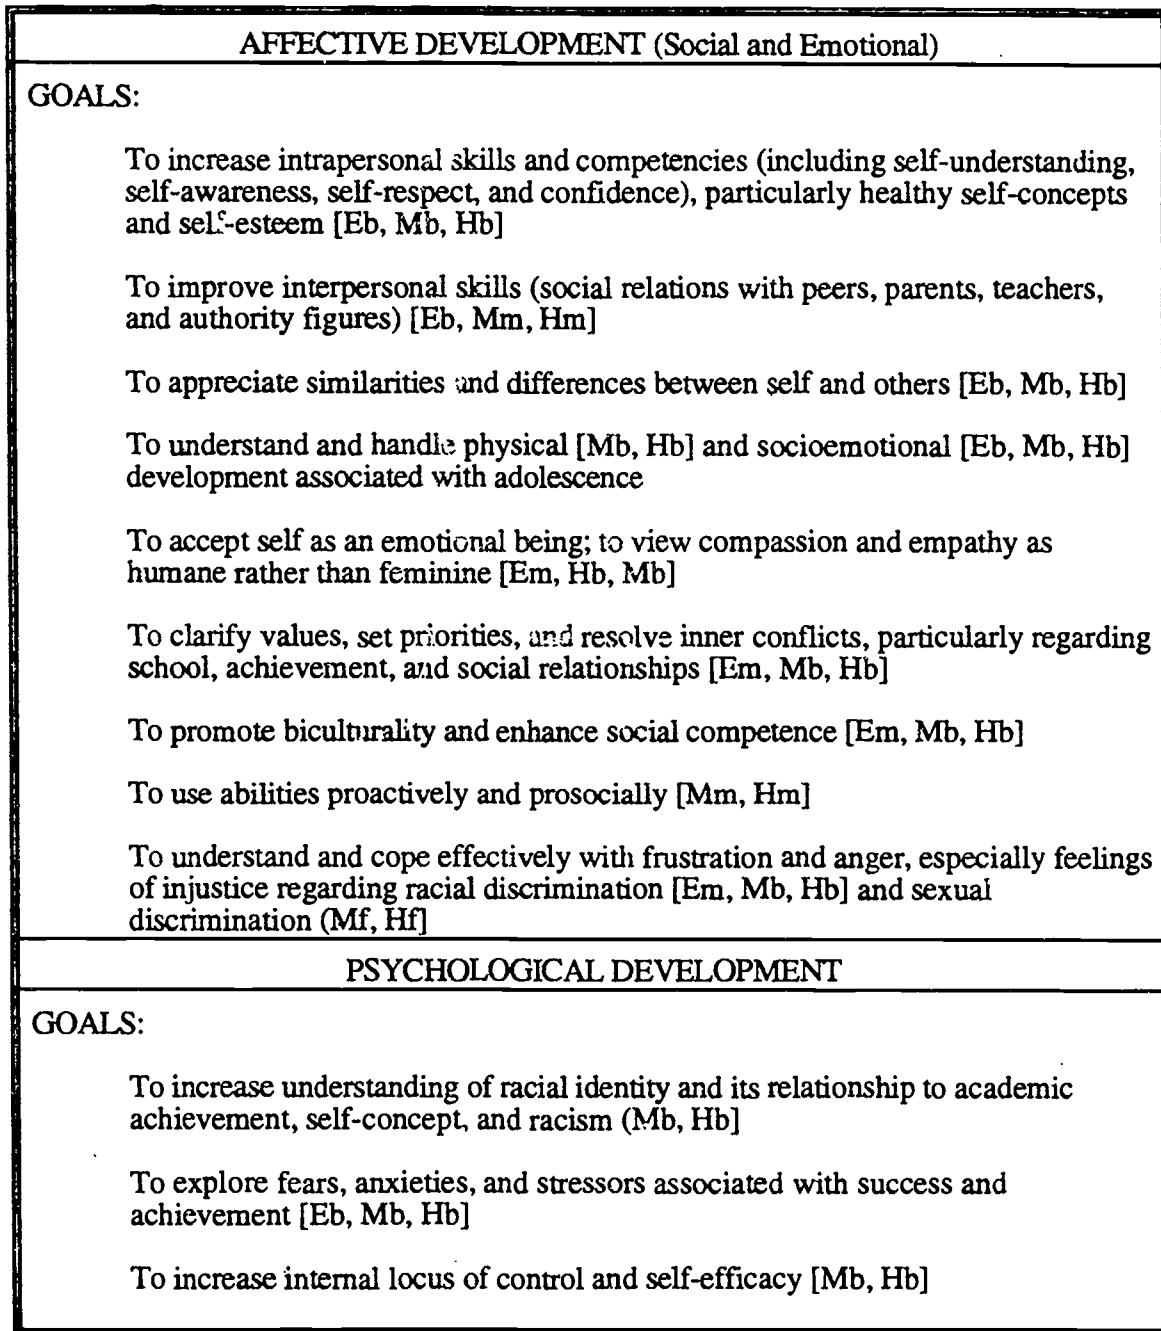 AFFECTIVE DEVELOPMENT (Social and Emotional)
GOALS:
To increase intrapersonal skills and competencies (including self-understanding,
self-awareness, self-respect, and confidence), particularly healthy self-concepts
and self-esteem [Eb, Mb, Hb]
To improve interpersonal skills (social relations with peers, parents, teachers,
and authority figures) [Eb, Mm, Hm]
To appreciate similarities and differences between self and others [Eb, Mb, Hb]
To understand and handle physical [Mb, Hb] and socioemotional [Eb, Mb, Hb]
development associated with adolescence
To accept self as an emotional being; to view compassion and empathy as
humane rather than feminine [Em, Hb, Mb]
To clarify values, set priorities, and resolve inner conflicts, particularly regarding
school, achievement, and social relationships [Em, Mb, Hb]
To promote biculturality and enhance social competence [Em, Mb, Hb]
To use abilities proactively and prosocially [Mm, Hm]
To understand and cope effectively with frustration and anger, especially feelings
of injustice regarding racial discrimination [Em, Mb, Hb] and sexual
discrimination (Mf, Hf]
PSYCHOLOGICAL DEVELOPMENT
GOALS:
To increase understanding of racial identity and its relationship to academic
achievement, self-concept, and racism (Mb, Hb]
To explore fears, anxieties, and stressors associated with success and
achievement [Eb, Mb, Hb]
To increase internal locus of control and self-efficacy [Mb, Hb]